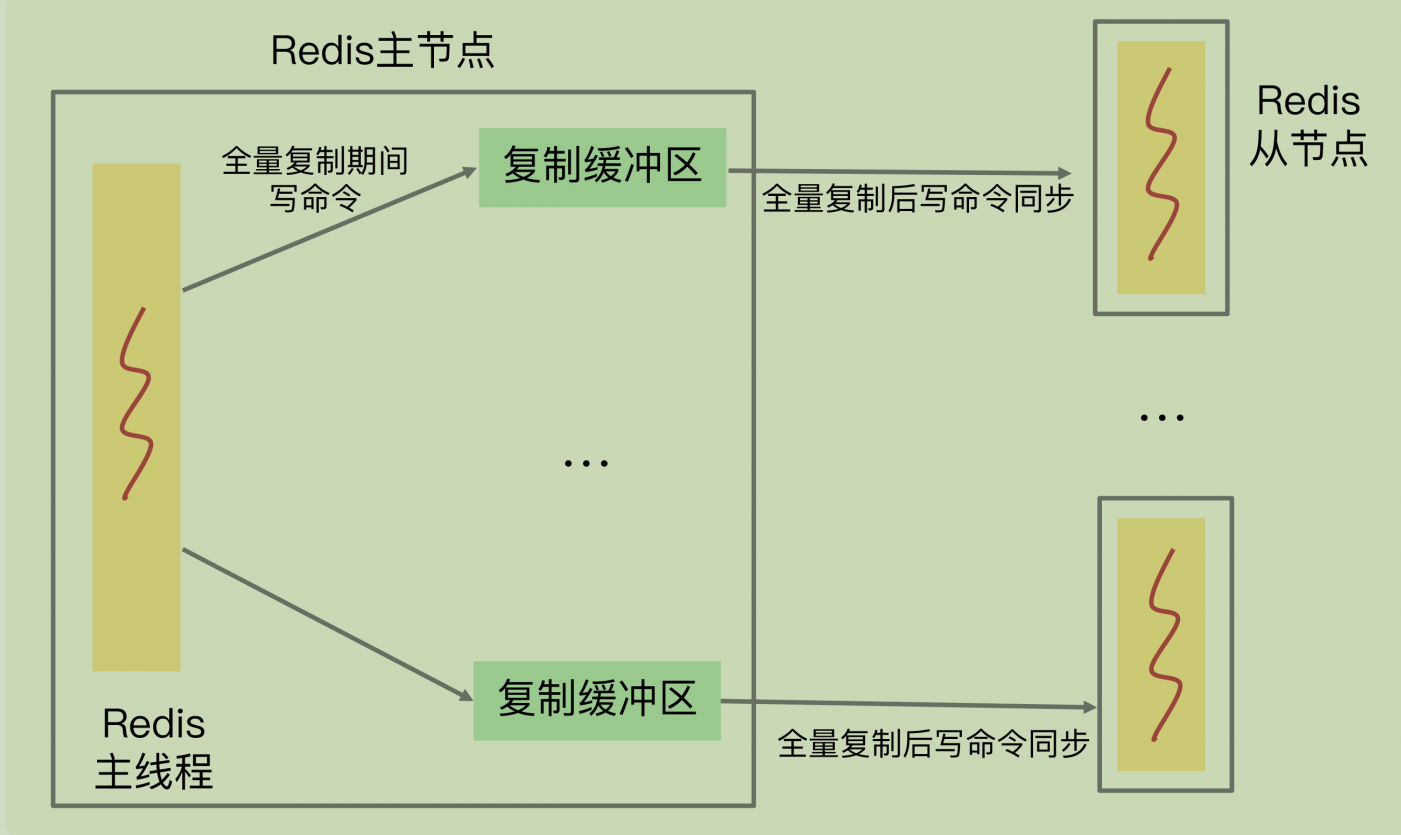 Redis主节点
全量复制期间
写命令
复制缓冲区
全量复制后写命令同步
Redis
从节点
...
...
复制缓冲区
全量复制后写命令同步
Redis
主线程